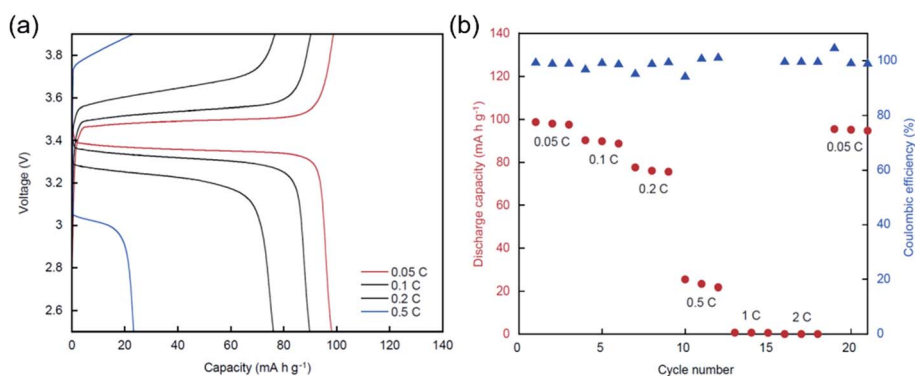 (a)
Voltage (V)
3.8
3.6
3.4
3.2
3
2.8
2.6
0 20 40 60 80 100 120 140
Capacity (mA h g⁻¹)
0.05 C
0.1 C
0.2 C
0.5 C
(b)
Discharge capacity (mA h g⁻¹)
140
120
100
80
60
40
20
0
0 5 10 15 20
Cycle number
0.05 C
0.1 C
0.2 C
0.5 C
1 C
2 C
0.05 C
100
80
60
40
20
0
Coulombic efficiency (%)